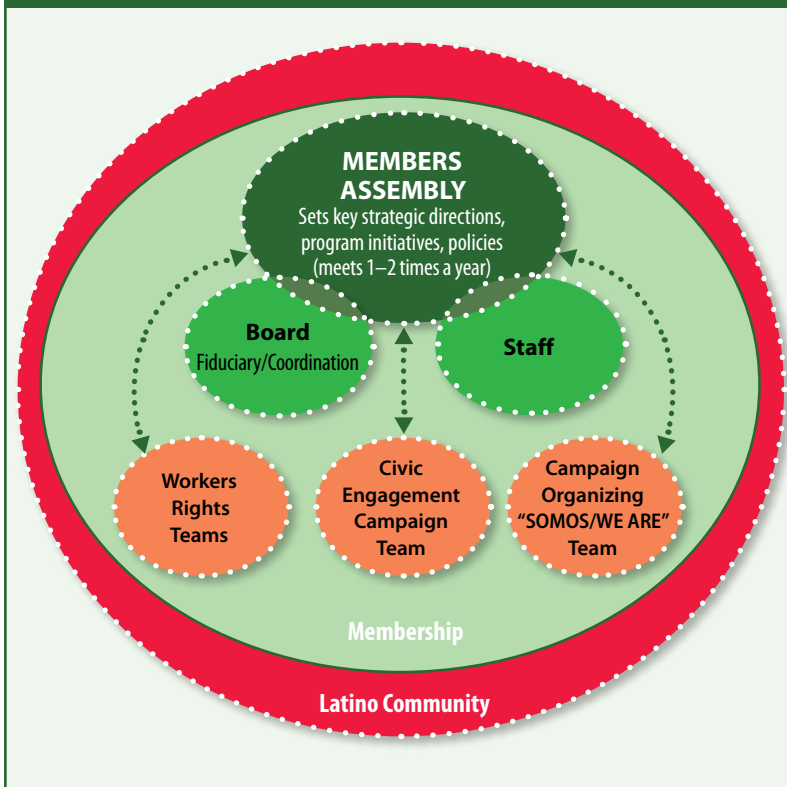 MEMBERS
ASSEMBLY
Sets key strategic directions,
program initiatives, policies
(meets 1–2 times a year)
Board
Fiduciary/Coordination
Staff
Workers
Rights
Teams
Civic
Engagement
Campaign
Team
Campaign
Organizing
“SOMOS/WE ARE”
Team
Membership
Latino Community